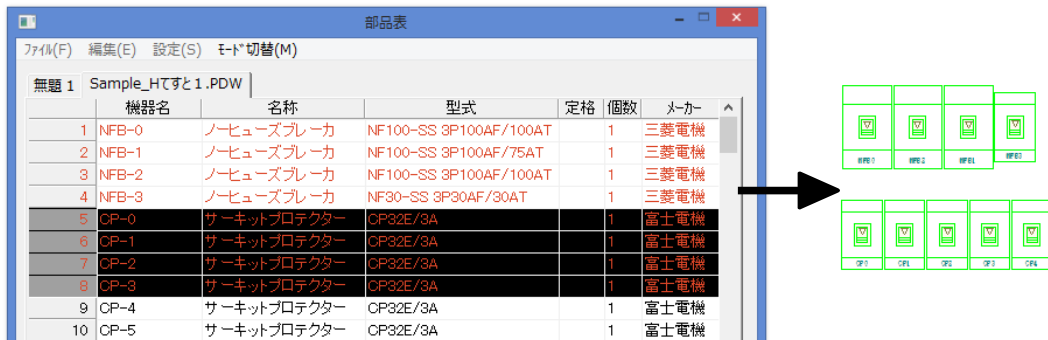 部品表
ファイル(F) 編集(E) 設定(S) モード切替(M)
無題 1 Sample_Hてすと1.PDW
機器名 名称 型式 定格 個数 メーカー
1 NFB-0 ノーヒューズブレーカ NF100-SS 3P100AF/100AT 1 三菱電機
2 NFB-1 ノーヒューズブレーカ NF100-SS 3P100AF/75AT 1 三菱電機
3 NFB-2 ノーヒューズブレーカ NF100-SS 3P100AF/100AT 1 三菱電機
4 NFB-3 ノーヒューズブレーカ NF30-SS 3P30AF/30AT 1 三菱電機
5 CP-0 サーキットプロテクター CP32E/3A 1 富士電機
6 CP-1 サーキットプロテクター CP32E/3A 1 富士電機
7 CP-2 サーキットプロテクター CP32E/3A 1 富士電機
8 CP-3 サーキットプロテクター CP32E/3A 1 富士電機
9 CP-4 サーキットプロテクター CP32E/3A 1 富士電機
10 CP-5 サーキットプロテクター CP32E/3A 1 富士電機
NFB0 NFB2 NFB1 NFB3
CP0 CP1 CP2 CP3 CP4